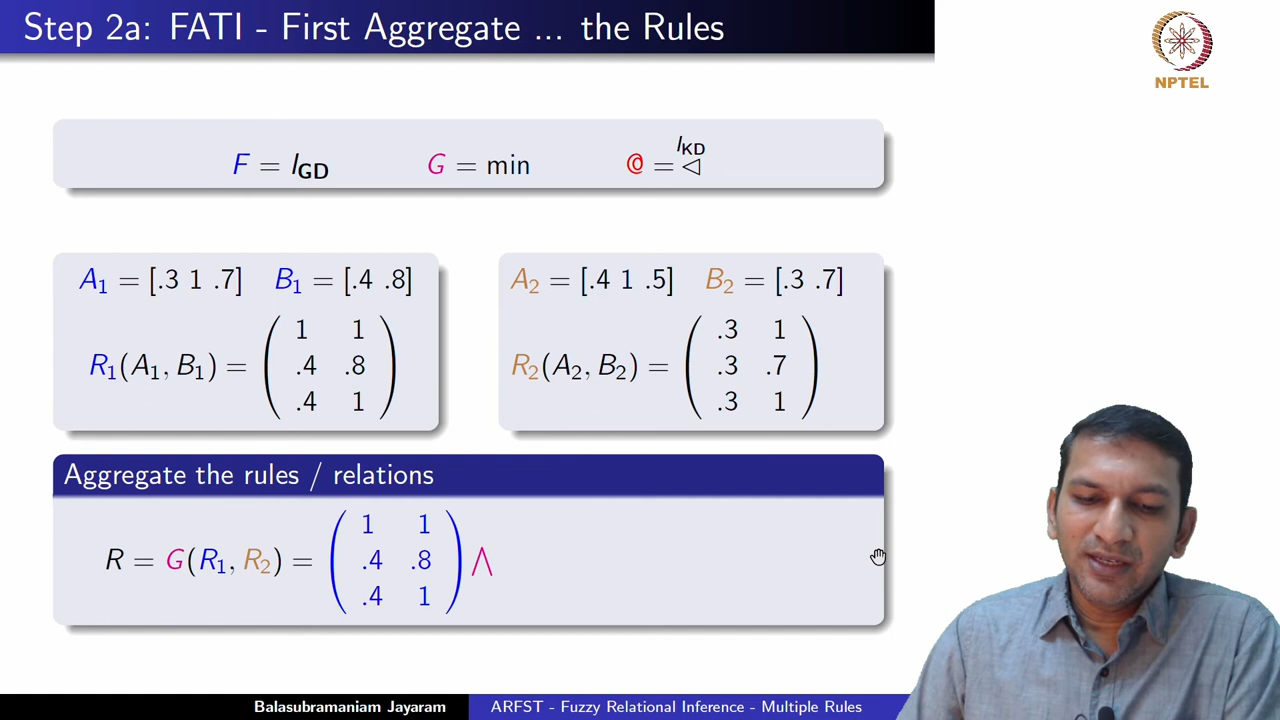 Step 2a: FATI - First Aggregate ... the Rules
NPTEL
F = I_GD G = min @ = ◁^{I_KD}
A₁ = [.3 1 .7] B₁ = [.4 .8]
R₁(A₁, B₁) = ( 1 1
.4 .8
.4 1 )
A₂ = [.4 1 .5] B₂ = [.3 .7]
R₂(A₂, B₂) = ( .3 1
.3 .7
.3 1 )
Aggregate the rules / relations
R = G(R₁, R₂) = ( 1 1
.4 .8
.4 1 ) ⋀
Balasubramaniam Jayaram
ARFST - Fuzzy Relational Inference - Multiple Rules